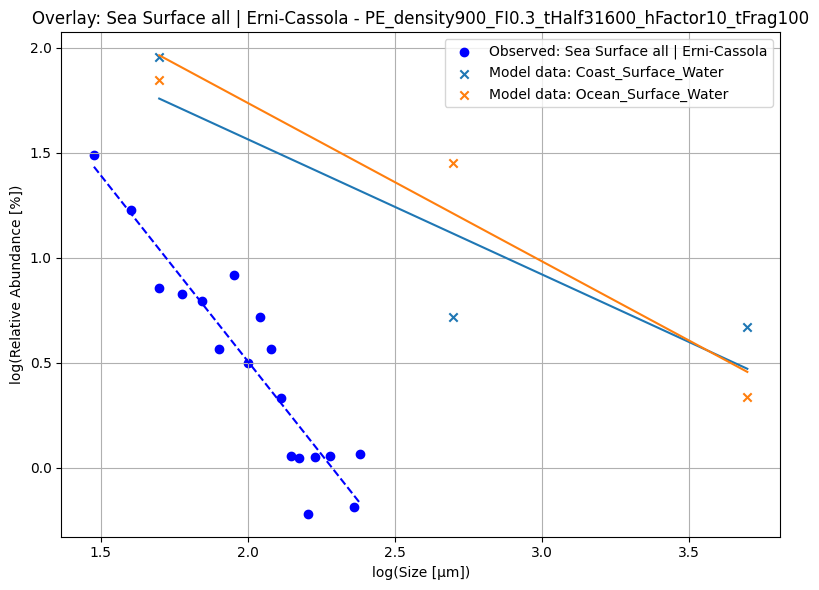 Overlay: Sea Surface all | Erni-Cassola - PE_density900_FI0.3_tHalf31600_hFactor10_tFrag100
Observed: Sea Surface all | Erni-Cassola
Model data: Coast_Surface_Water
Model data: Ocean_Surface_Water
2.0
1.5
1.0
0.5
0.0
log(Relative Abundance [%])
1.5 2.0 2.5 3.0 3.5
log(Size [μm])